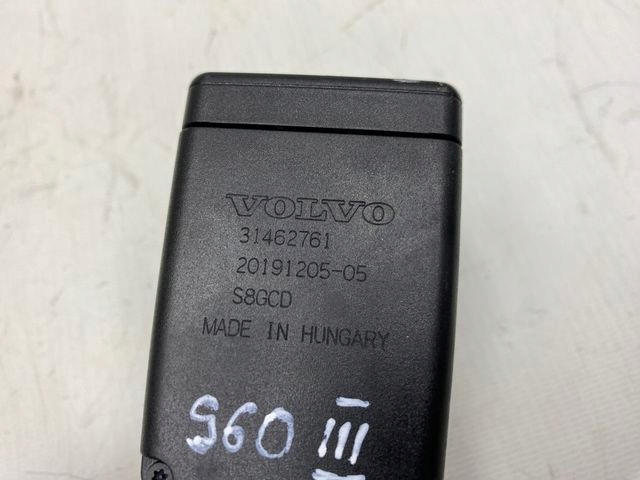 VOLVO
31462761
20191205-05
S8GCD
MADE IN HUNGARY
S60 III